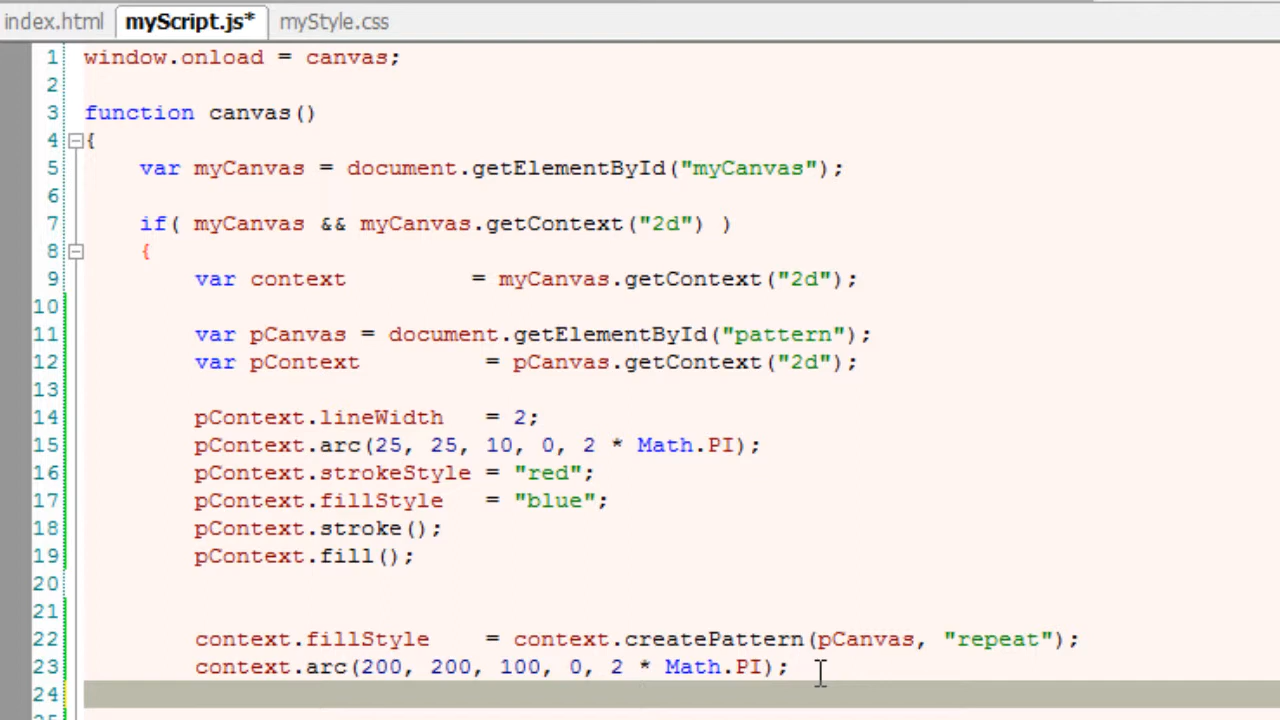 index.html myScript.js* myStyle.css
1 window.onload = canvas;
2
3 function canvas()
4 {
5 var myCanvas = document.getElementById("myCanvas");
6
7 if( myCanvas && myCanvas.getContext("2d") )
8 {
9 var context = myCanvas.getContext("2d");
10
11 var pCanvas = document.getElementById("pattern");
12 var pContext = pCanvas.getContext("2d");
13
14 pContext.lineWidth = 2;
15 pContext.arc(25, 25, 10, 0, 2 * Math.PI);
16 pContext.strokeStyle = "red";
17 pContext.fillStyle = "blue";
18 pContext.stroke();
19 pContext.fill();
20
21
22 context.fillStyle = context.createPattern(pCanvas, "repeat");
23 context.arc(200, 200, 100, 0, 2 * Math.PI);
24